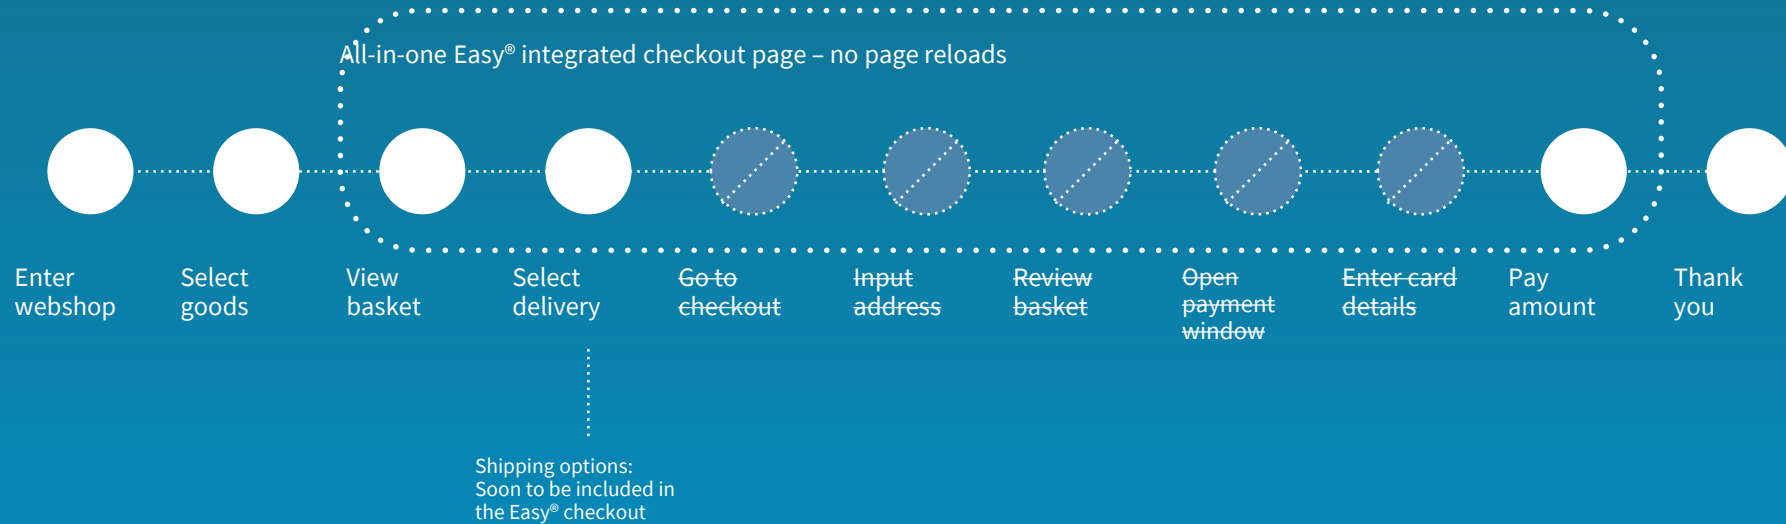 All-in-one Easy® integrated checkout page – no page reloads
Enter
webshop
Select
goods
View
basket
Select
delivery
Go to
checkout
Input
address
Review
basket
Open
payment
window
Enter card
details
Pay
amount
Thank
you
Shipping options:
Soon to be included in
the Easy® checkout